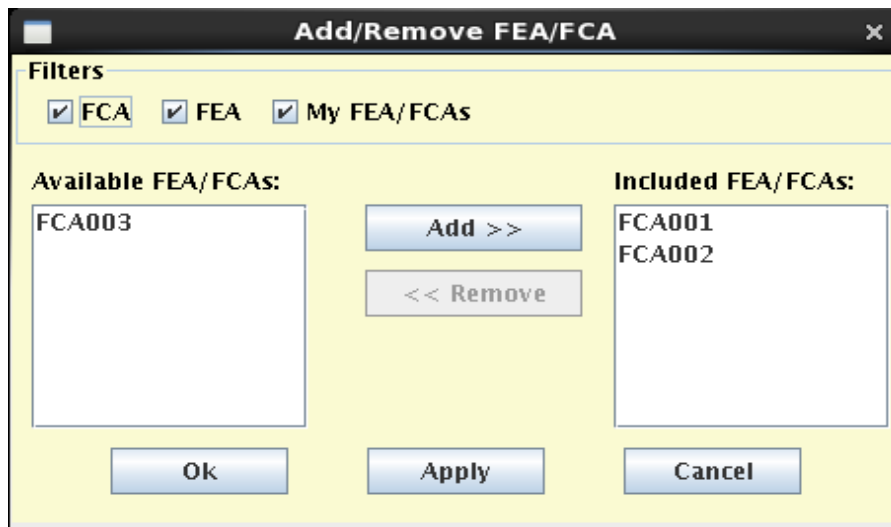 Add/Remove FEA/FCA
Filters
FCA FEA My FEA/FCAs
Available FEA/FCAs:
FCA003
Add >>
<< Remove
Included FEA/FCAs:
FCA001
FCA002
Ok Apply Cancel